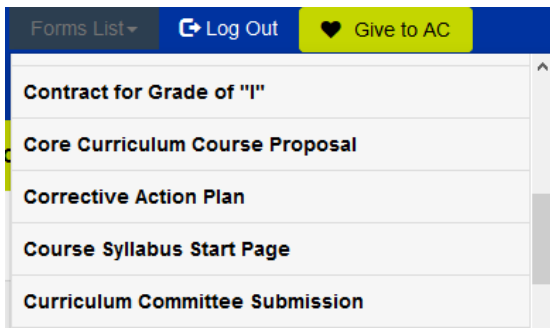 Forms List
Log Out
Give to AC
Contract for Grade of "I"
Core Curriculum Course Proposal
Corrective Action Plan
Course Syllabus Start Page
Curriculum Committee Submission